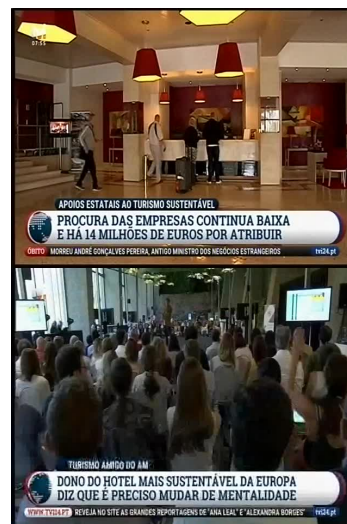 07:55
APOIOS ESTATAIS AO TURISMO SUSTENTÁVEL
PROCURA DAS EMPRESAS CONTINUA BAIXA
E HÁ 14 MILHÕES DE EUROS POR ATRIBUIR
ÓBITO MORREU ANDRÉ GONÇALVES PEREIRA, ANTIGO MINISTRO DOS NEGÓCIOS ESTRANGEIROS tvi24.pt
TURISMO AMIGO DO AM
DONO DO HOTEL MAIS SUSTENTÁVEL DA EUROPA
DIZ QUE É PRECISO MUDAR DE MENTALIDADE
WWW.TVI24.PT REVEJA NO SITE AS GRANDES REPORTAGENS DE "ANA LEAL" E "ALEXANDRA BORGES" tvi24.pt